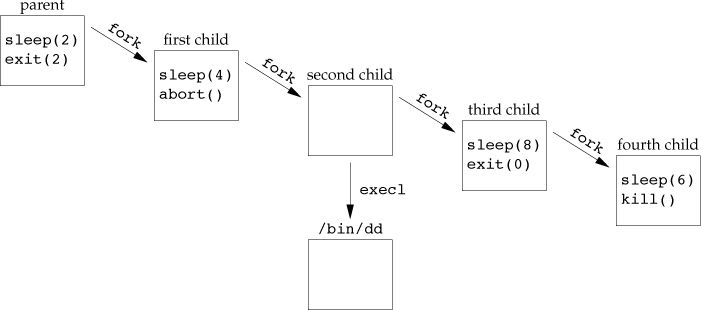 parent
sleep(2)
exit(2)
fork
first child
sleep(4)
abort()
fork
second child
fork
third child
sleep(8)
exit(0)
fork
fourth child
sleep(6)
kill()
execl
/bin/dd